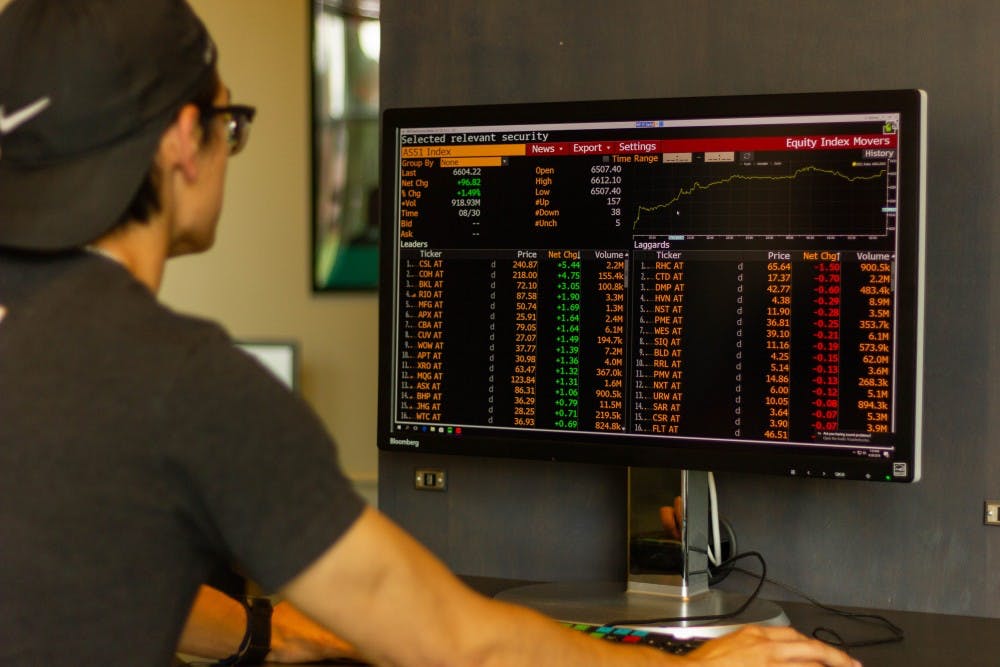 Selected relevant security
AS51 Index News Export Settings Equity Index Movers
Group By None Time Range History
Last 6604.22 Open 6507.40
Net Chg +96.82 High 6612.10
% Chg +1.49% Low 6507.40
Vol 918.93M #Up 157
Time 08/30 #Down 38
Bid -- #Unch 5
Ask --
Leaders Laggards
Ticker Price Net Chg Volume Ticker Price Net Chg Volume
1. CSL AT d 240.87 +5.44 2.2M 1. RHC AT d 65.64 -1.50 900.5k
2. COH AT d 218.00 +4.75 155.4k 2. CTD AT d 17.37 -0.70 2.2M
3. BKL AT d 72.10 +3.05 100.8k 3. DMP AT d 42.77 -0.60 483.4k
4. RIO AT d 87.58 +1.90 3.3M 4. HVN AT d 4.38 -0.29 8.9M
5. MFG AT d 50.74 +1.69 1.3M 5. NST AT d 11.90 -0.28 3.5M
6. APX AT d 25.91 +1.64 2.4M 6. PME AT d 36.81 -0.25 353.7k
7. CBA AT d 79.05 +1.64 6.1M 7. WES AT d 39.10 -0.21 6.1M
8. CUV AT d 27.07 +1.49 194.7k 8. SIQ AT d 11.16 -0.19 573.9k
9. WOW AT d 37.77 +1.39 7.2M 9. BLD AT d 4.25 -0.15 62.0M
10. APT AT d 30.98 +1.36 4.0M 10. RRL AT d 5.14 -0.13 3.6M
11. XRO AT d 63.47 +1.32 367.0k 11. PMV AT d 14.86 -0.13 268.3k
12. MQG AT d 123.84 +1.31 1.6M 12. NXT AT d 6.00 -0.12 5.1M
13. ASX AT d 86.31 +1.06 900.5k 13. URW AT d 10.05 -0.08 894.3k
14. BHP AT d 36.29 +0.79 11.5M 14. SAR AT d 3.64 -0.07 5.3M
15. JHG AT d 28.25 +0.71 219.5k 15. CSR AT d 3.90 -0.07 3.9M
16. WTC AT d 36.93 +0.69 824.8k 16. FLT AT d 46.51
Bloomberg